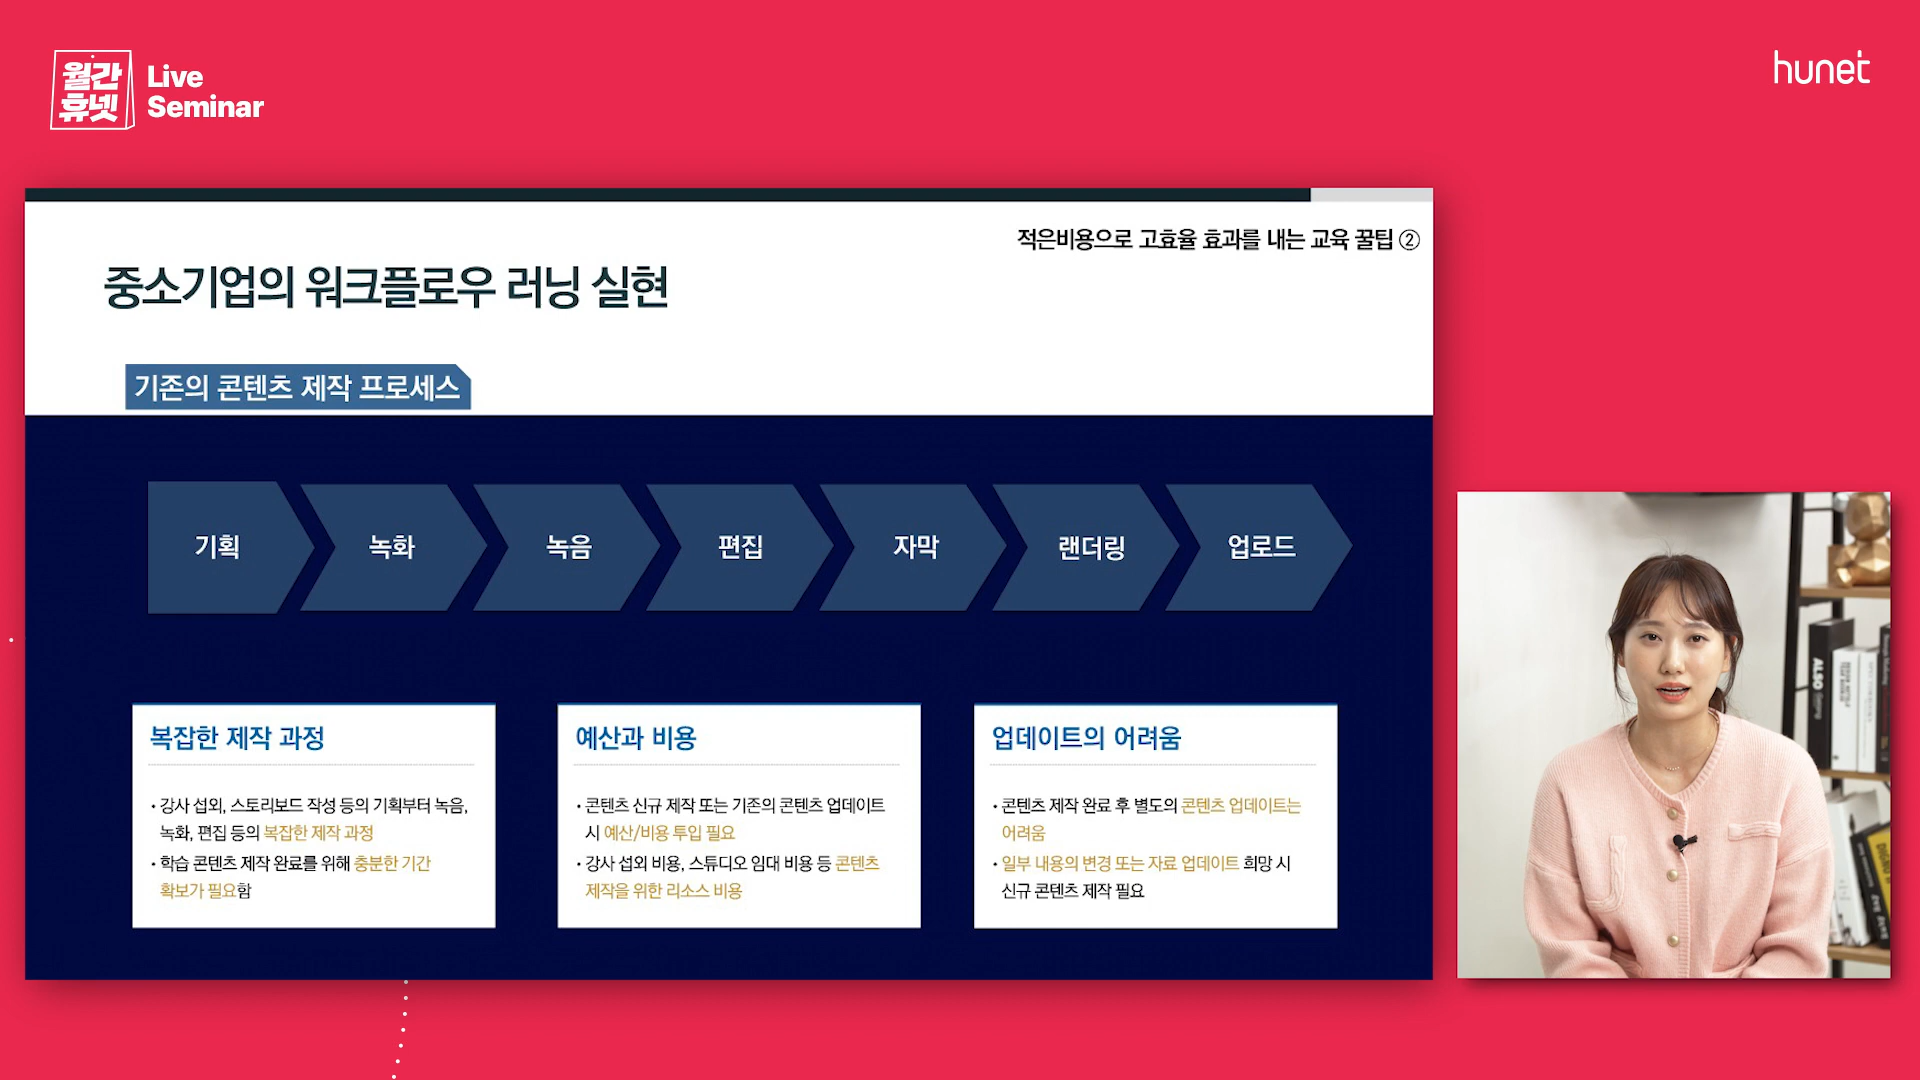 월간
휴넷
Live
Seminar
hunet
적은비용으로 고효율 효과를 내는 교육 꿀팁 ②
중소기업의 워크플로우 러닝 실현
기존의 콘텐츠 제작 프로세스
기획
녹화
녹음
편집
자막
랜더링
업로드
복잡한 제작 과정
• 강사 섭외, 스토리보드 작성 등의 기획부터 녹음,
녹화, 편집 등의 복잡한 제작 과정
• 학습 콘텐츠 제작 완료를 위해 충분한 기간
확보가 필요함
예산과 비용
• 콘텐츠 신규 제작 또는 기존의 콘텐츠 업데이트
시 예산/비용 투입 필요
• 강사 섭외 비용, 스튜디오 임대 비용 등 콘텐츠
제작을 위한 리소스 비용
업데이트의 어려움
• 콘텐츠 제작 완료 후 별도의 콘텐츠 업데이트는
어려움
• 일부 내용의 변경 또는 자료 업데이트 희망 시
신규 콘텐츠 제작 필요
ALSO